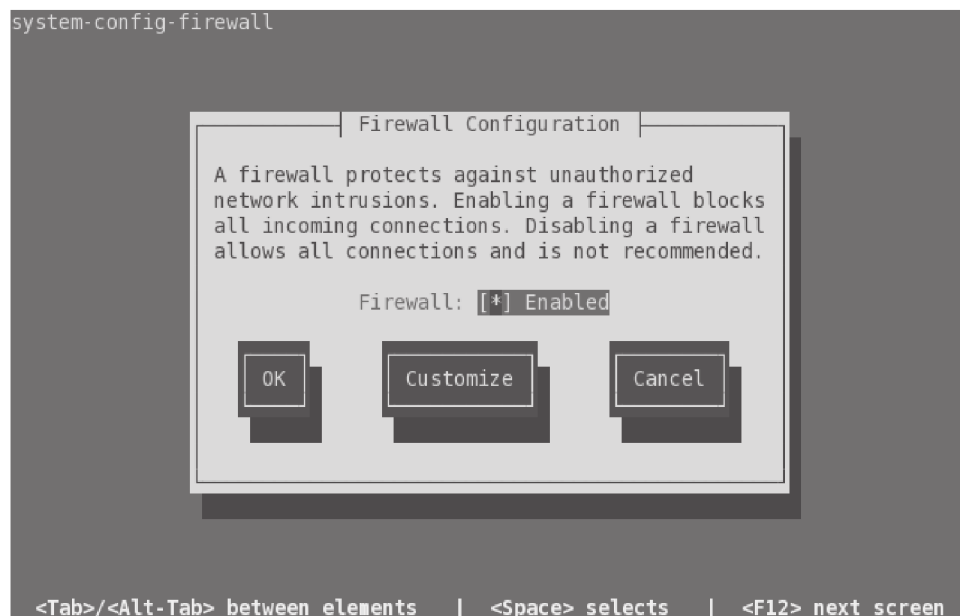 system-config-firewall
Firewall Configuration
A firewall protects against unauthorized
network intrusions. Enabling a firewall blocks
all incoming connections. Disabling a firewall
allows all connections and is not recommended.
Firewall: [*] Enabled
OK Customize Cancel
<Tab>/<Alt-Tab> between elements | <Space> selects | <F12> next screen